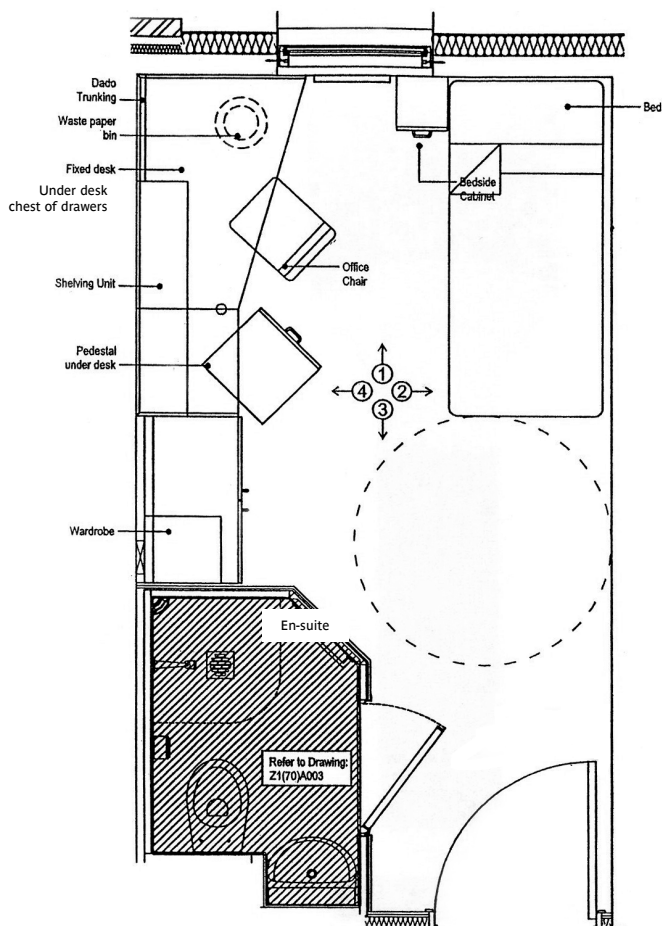 Dado
Trunking
Waste paper
bin
Fixed desk
Under desk
chest of drawers
Shelving Unit
Pedestal
under desk
Wardrobe
Bed
Bedside
Cabinet
Office
Chair
1
4
2
3
En-suite
Refer to Drawing:
Z1(70)A003